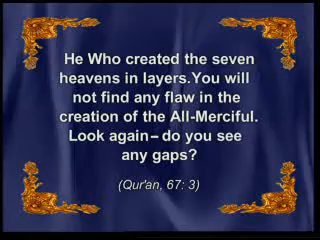 He Who created the seven
heavens in layers.You will
not find any flaw in the
creation of the All-Merciful.
Look again-- do you see
any gaps?
(Qur'an, 67: 3)